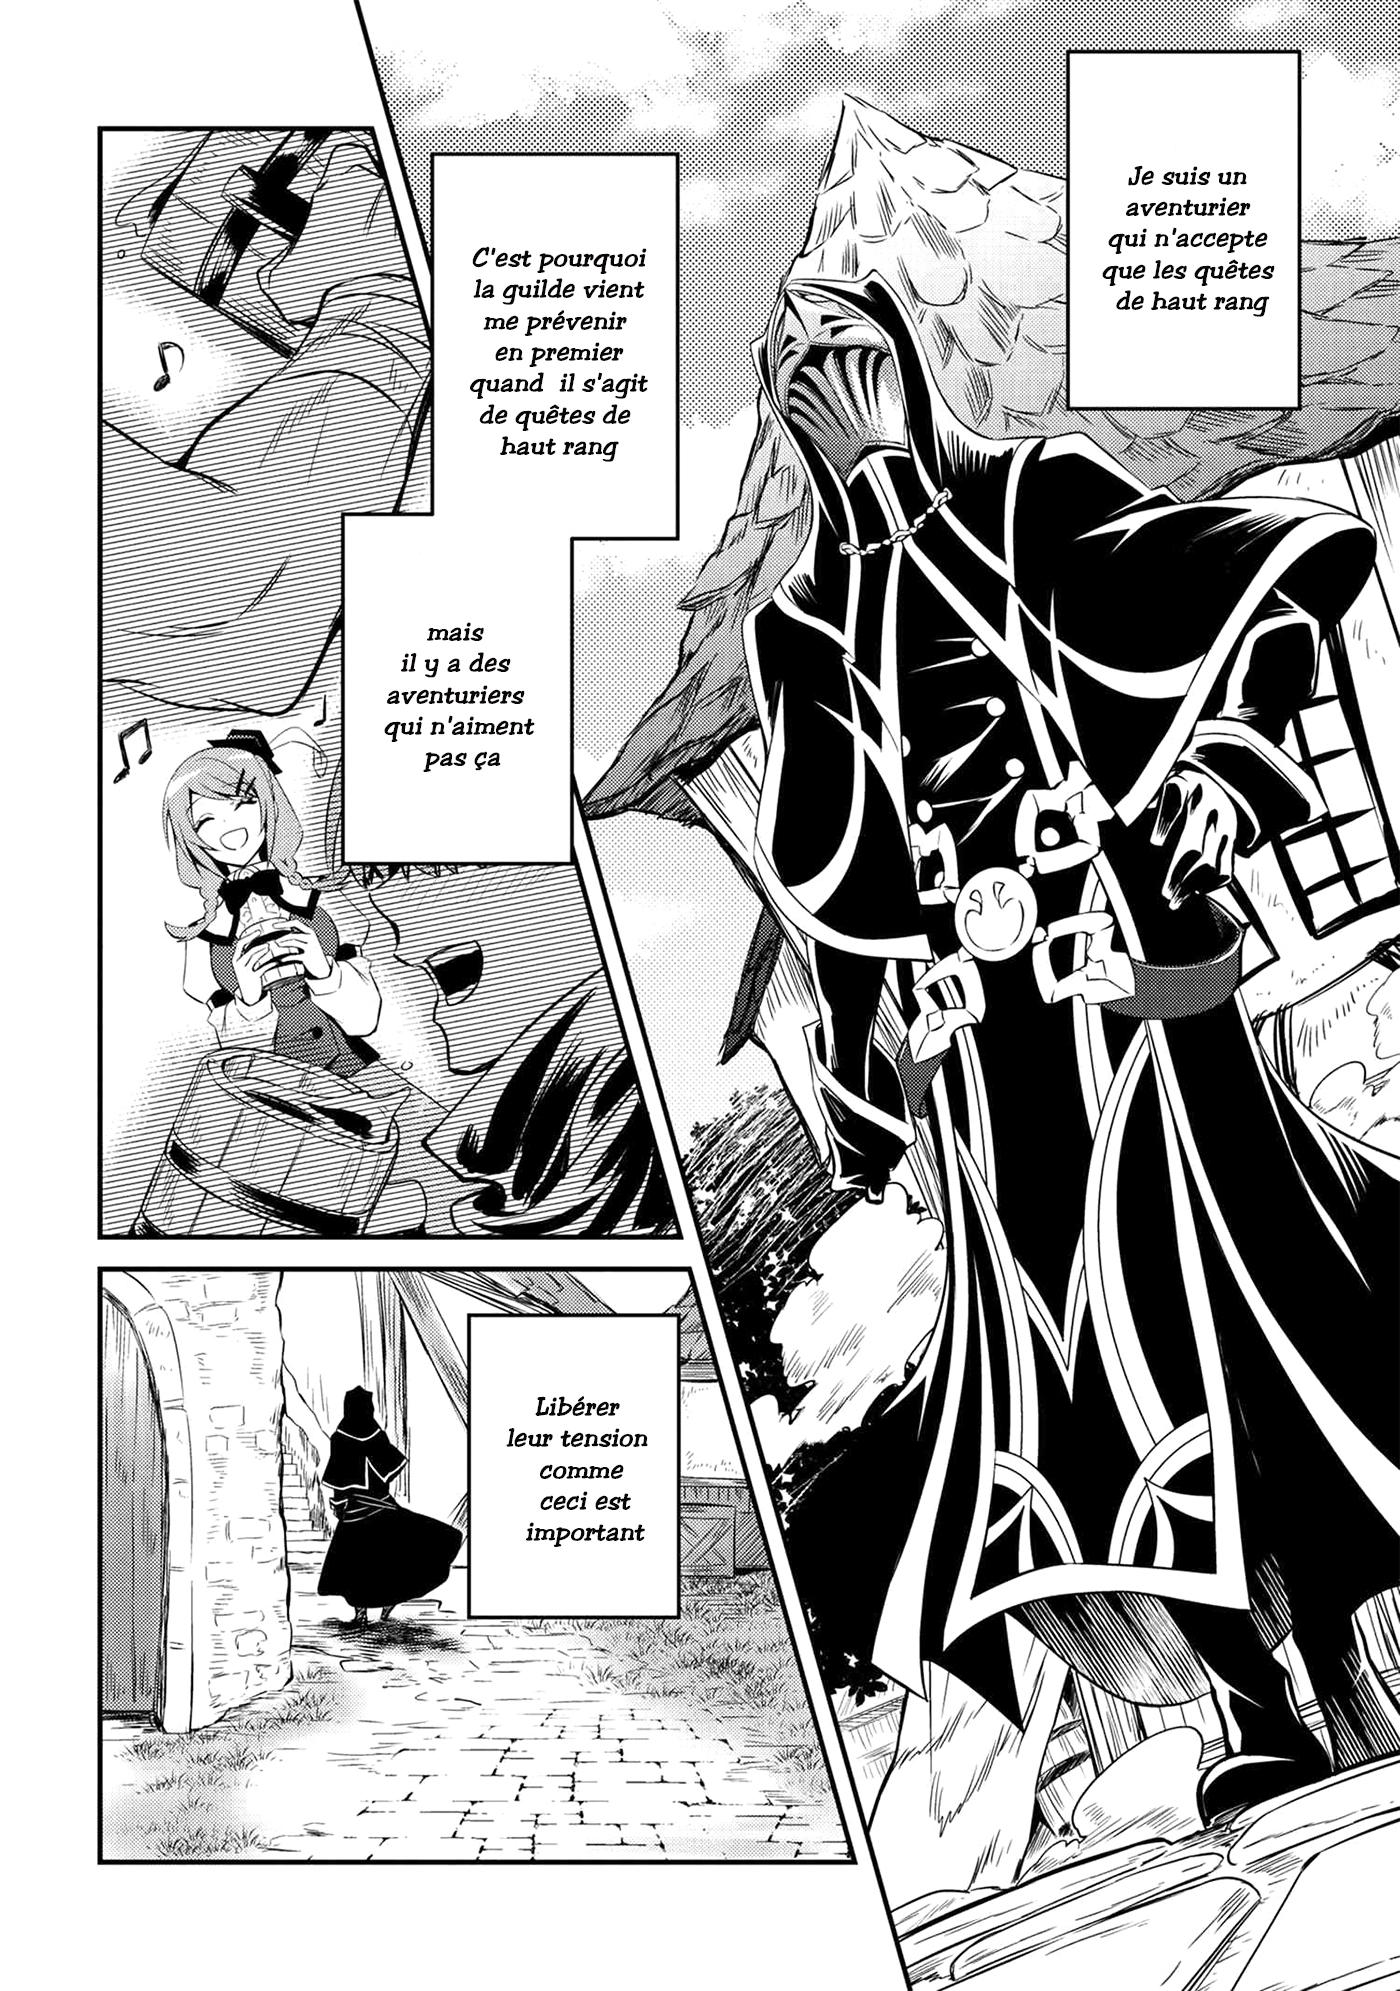 Je suis un
aventurier
qui n'accepte
que les quêtes
de haut rang
C'est pourquoi
la guilde vient
me prévenir
en premier
quand il s'agit
de quêtes de
haut rang
mais
il y a des
aventuriers
qui n'aiment
pas ça
Libérer
leur tension
comme
ceci est
important